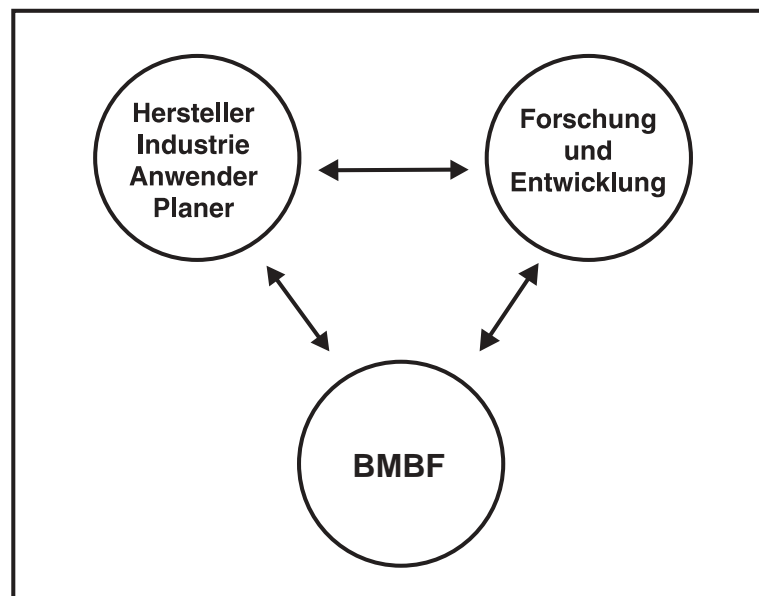 Hersteller
Industrie
Anwender
Planer
Forschung
und
Entwicklung
BMBF